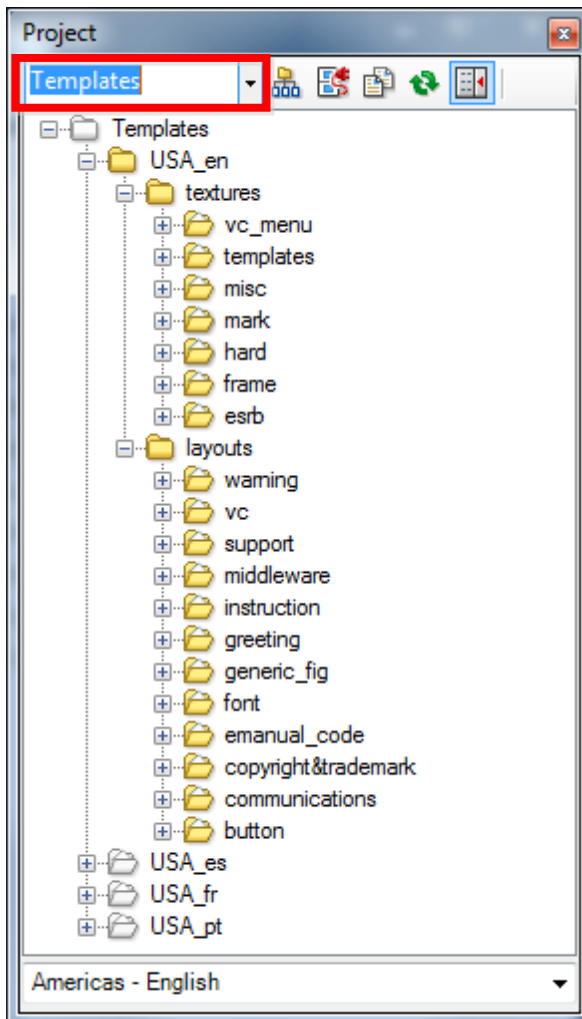 Project
Templates
Templates
USA_en
textures
vc_menu
templates
misc
mark
hard
frame
esrb
layouts
warning
vc
support
middleware
instruction
greeting
generic_fig
font
emanual_code
copyright&trademark
communications
button
USA_es
USA_fr
USA_pt
Americas - English